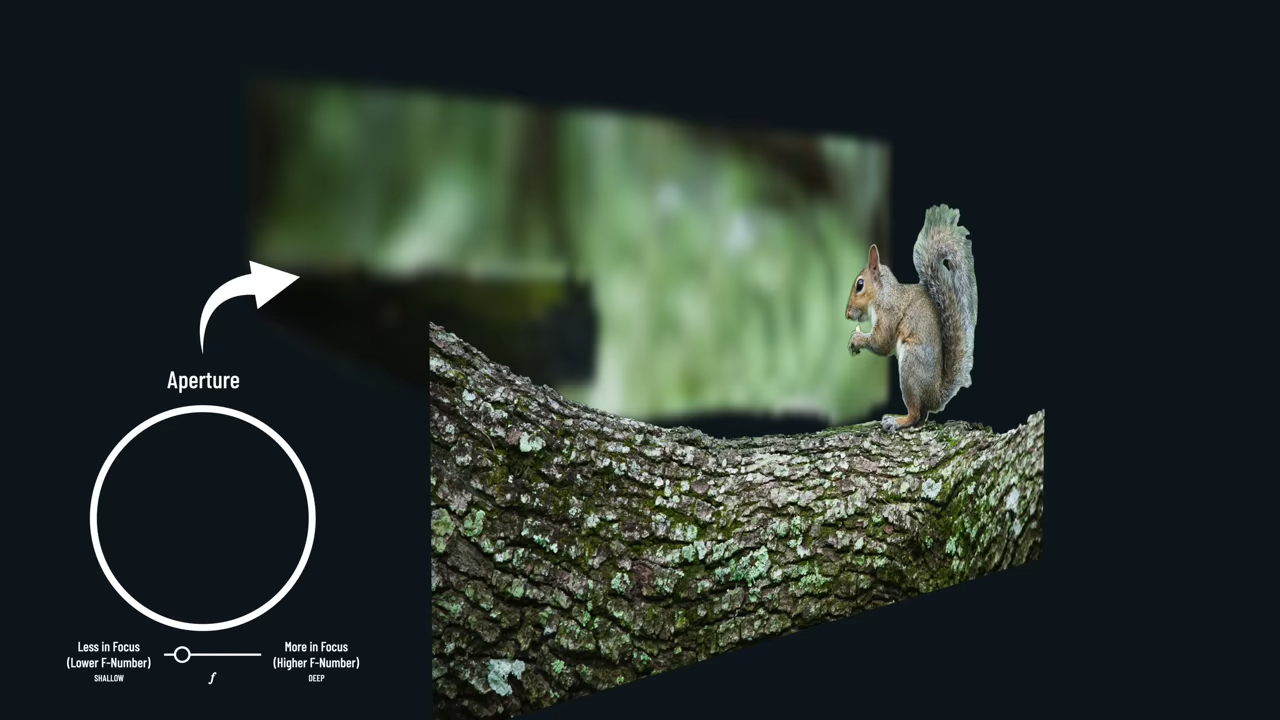 Aperture
Less in Focus
(Lower F-Number)
SHALLOW
f
More in Focus
(Higher F-Number)
DEEP